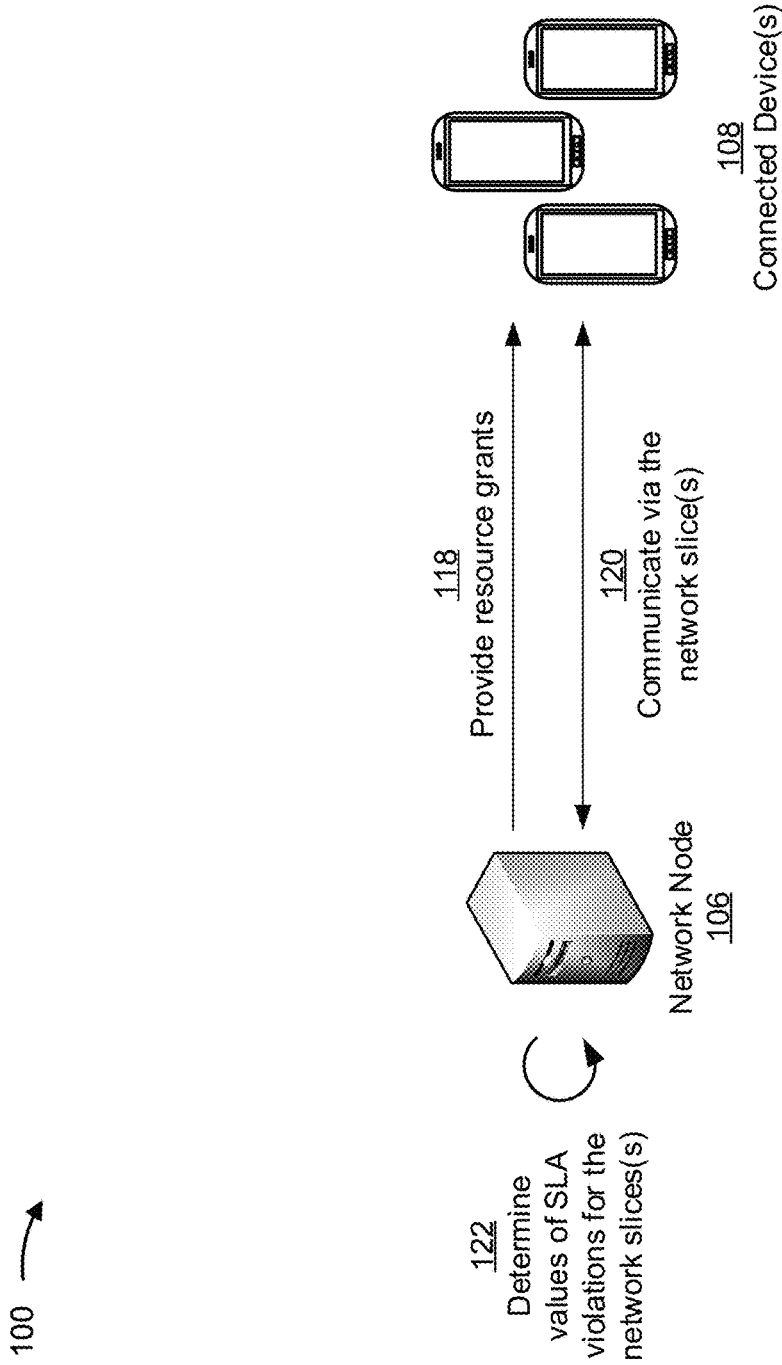 100
122
Determine
values of SLA
violations for the
network slices(s)
Network Node
106
118
Provide resource grants
120
Communicate via the
network slice(s)
108
Connected Device(s)